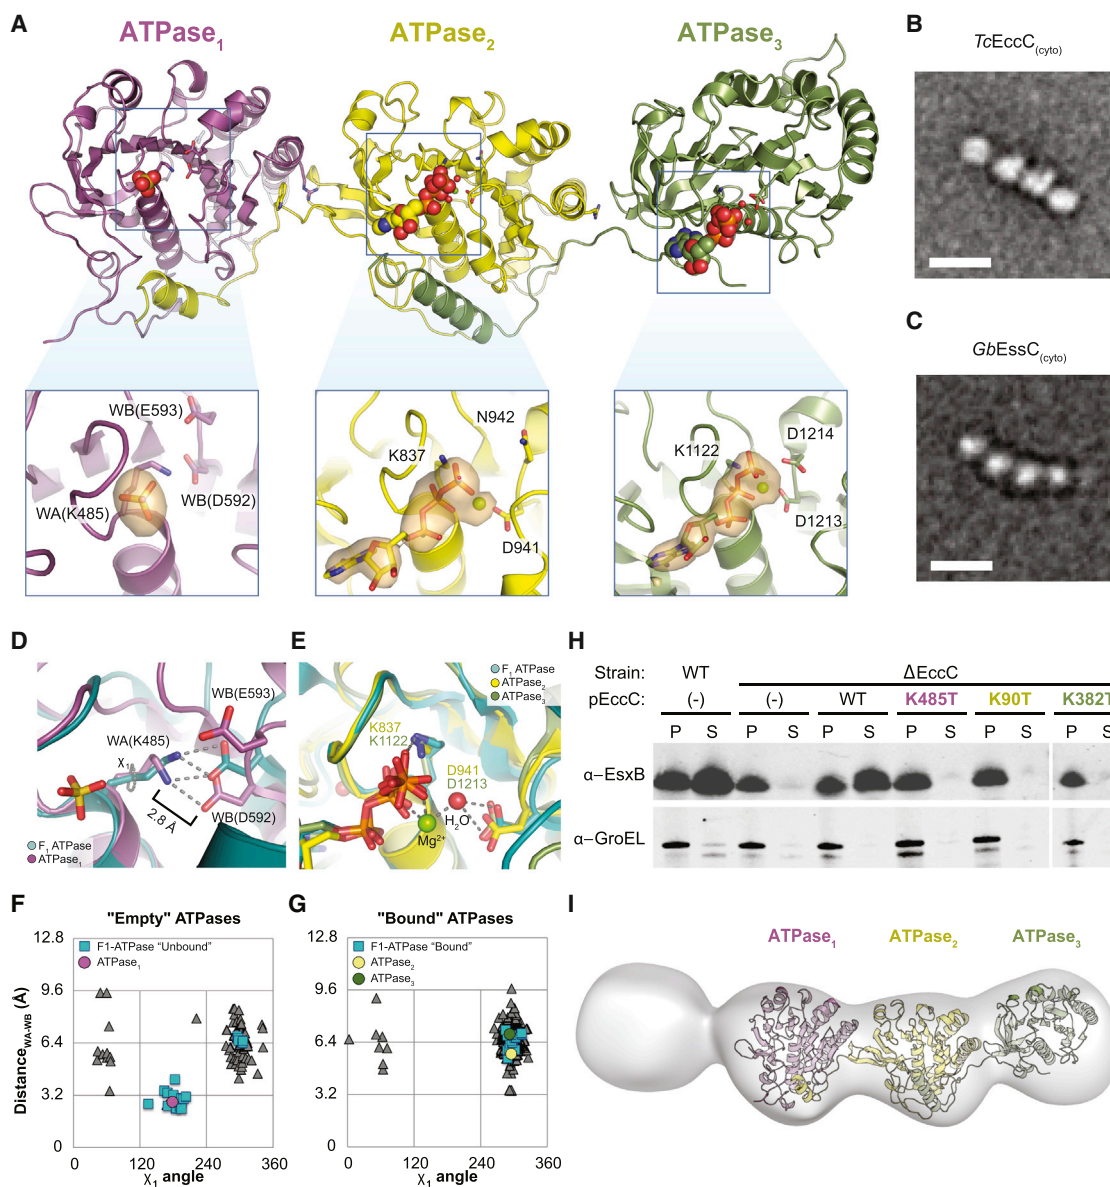 A
ATPase1
ATPase2
ATPase3
WB(E593)
WA(K485)
WB(D592)
N942
K837
D941
D1214
K1122
D1213
B
TcEccC(cyto)
C
GbEssC(cyto)
D
WB(E593)
WA(K485)
χ1
2.8 Å
WB(D592)
F1 ATPase
ATPase1
E
F1 ATPase
ATPase2
ATPase3
K837
K1122
D941
D1213
H2O
Mg2+
H
Strain: WT ΔEccC
pEccC: (-) (-) WT K485T K90T K382T
P S P S P S P S P S P S
α−EsxB
α−GroEL
F
"Empty" ATPases
F1-ATPase “Unbound”
ATPase1
12.8
9.6
6.4
3.2
0
DistanceWA-WB (Å)
0 120 240 360
χ1 angle
G
"Bound" ATPases
F1-ATPase “Bound”
ATPase2
ATPase3
12.8
9.6
6.4
3.2
0
0 120 240 360
χ1 angle
I
ATPase1
ATPase2
ATPase3